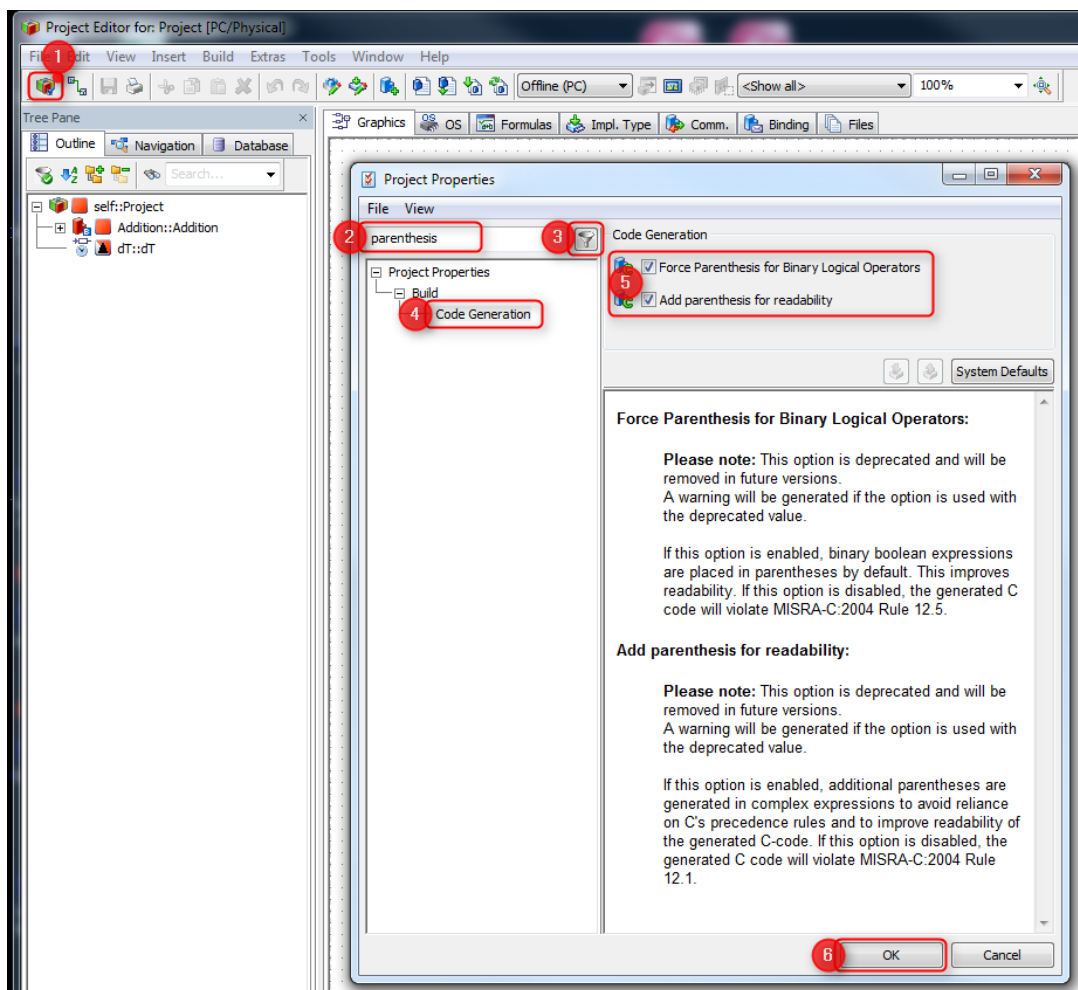 Project Editor for: Project [PC/Physical]
File Edit View Insert Build Extras Tools Window Help
1
Offline (PC) <Show all> 100%
Tree Pane
Graphics OS Formulas Impl. Type Comm. Binding Files
Outline Navigation Database
Search...
self::Project
Addition::Addition
dT::dT
Project Properties
File View
2 parenthesis 3
Code Generation
Project Properties
Build
4 Code Generation
Force Parenthesis for Binary Logical Operators
5
Add parenthesis for readability
System Defaults
Force Parenthesis for Binary Logical Operators:
Please note: This option is deprecated and will be
removed in future versions.
A warning will be generated if the option is used with
the deprecated value.
If this option is enabled, binary boolean expressions
are placed in parentheses by default. This improves
readability. If this option is disabled, the generated C
code will violate MISRA-C:2004 Rule 12.5.
Add parenthesis for readability:
Please note: This option is deprecated and will be
removed in future versions.
A warning will be generated if the option is used with
the deprecated value.
If this option is enabled, additional parentheses are
generated in complex expressions to avoid reliance
on C's precedence rules and to improve readability of
the generated C-code. If this option is disabled, the
generated C code will violate MISRA-C:2004 Rule
12.1.
6 OK Cancel